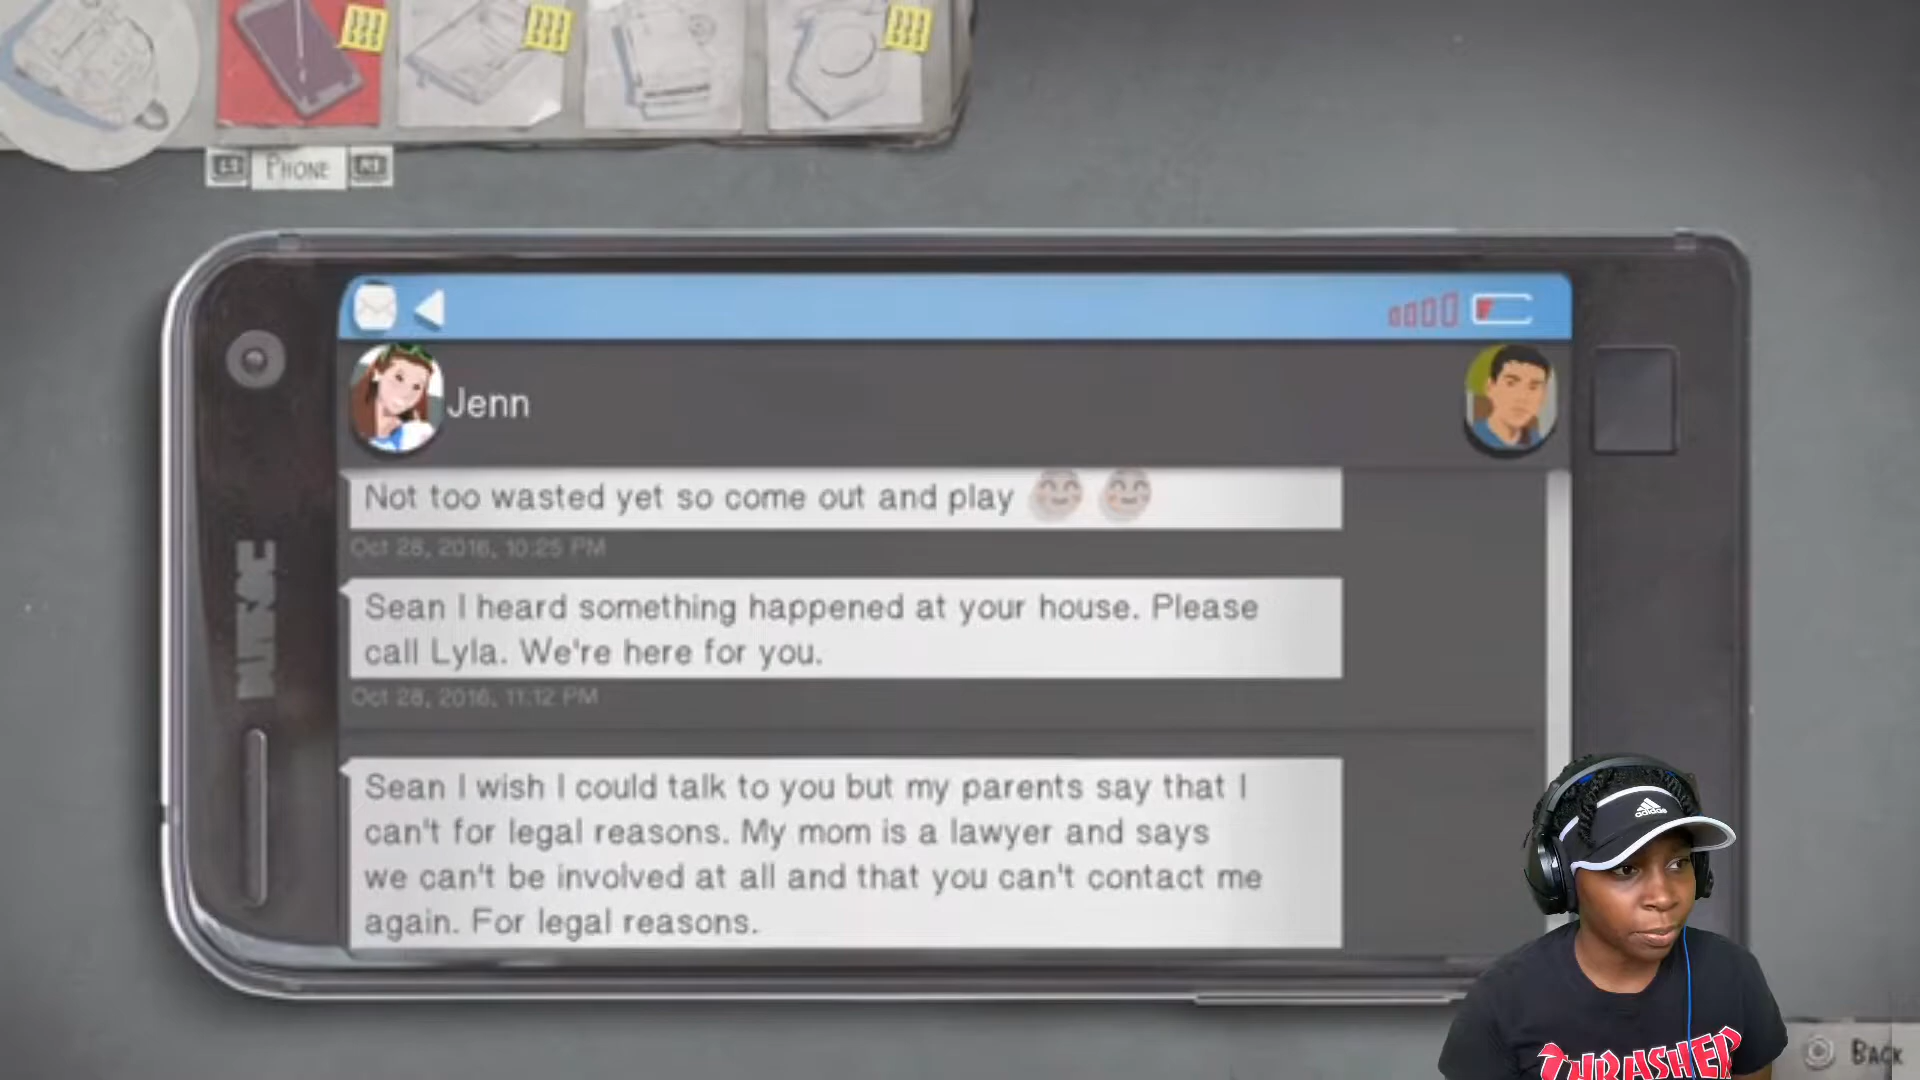 PHONE
Jenn
Not too wasted yet so come out and play
Oct 28, 2016, 10:25 PM
Sean I heard something happened at your house. Please
call Lyla. We're here for you.
Oct 28, 2016, 11:12 PM
Sean I wish I could talk to you but my parents say that I
can't for legal reasons. My mom is a lawyer and says
we can't be involved at all and that you can't contact me
again. For legal reasons.
adidas
THRASHER
BACK